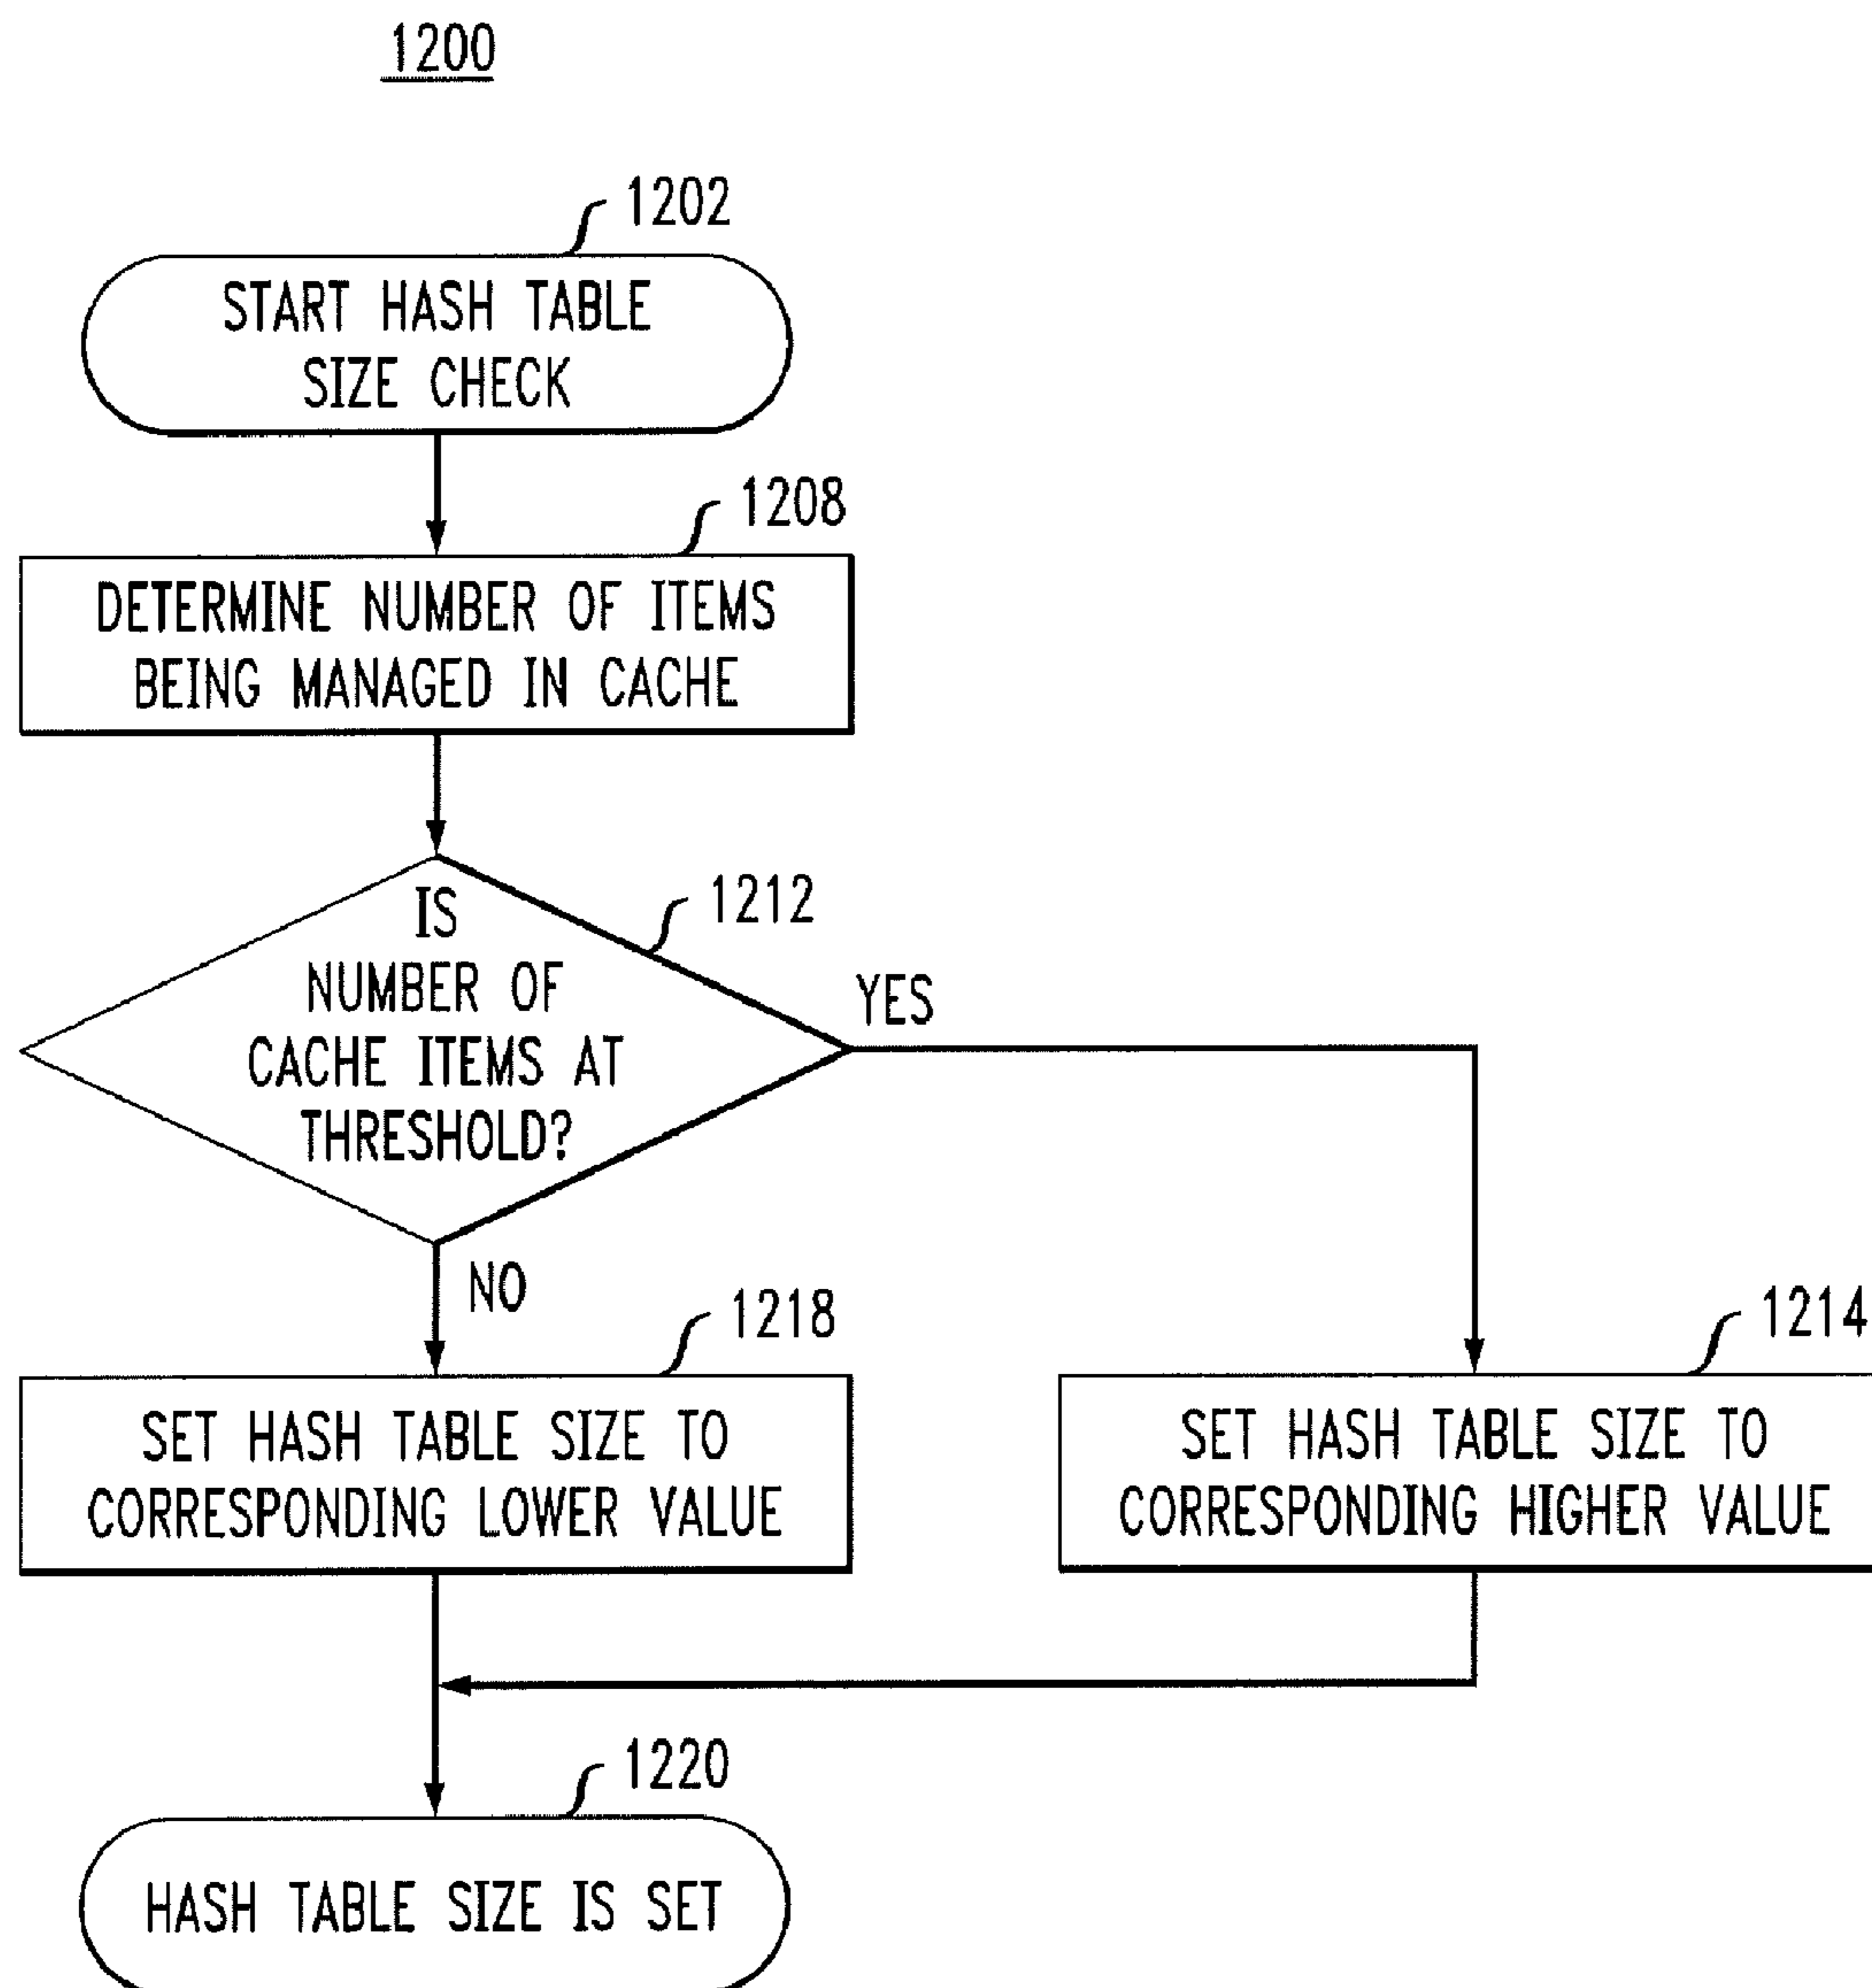 1200
1202
START HASH TABLE
SIZE CHECK
1208
DETERMINE NUMBER OF ITEMS
BEING MANAGED IN CACHE
1212
IS
NUMBER OF
CACHE ITEMS AT
THRESHOLD?
YES
NO
1218
SET HASH TABLE SIZE TO
CORRESPONDING LOWER VALUE
1214
SET HASH TABLE SIZE TO
CORRESPONDING HIGHER VALUE
1220
HASH TABLE SIZE IS SET